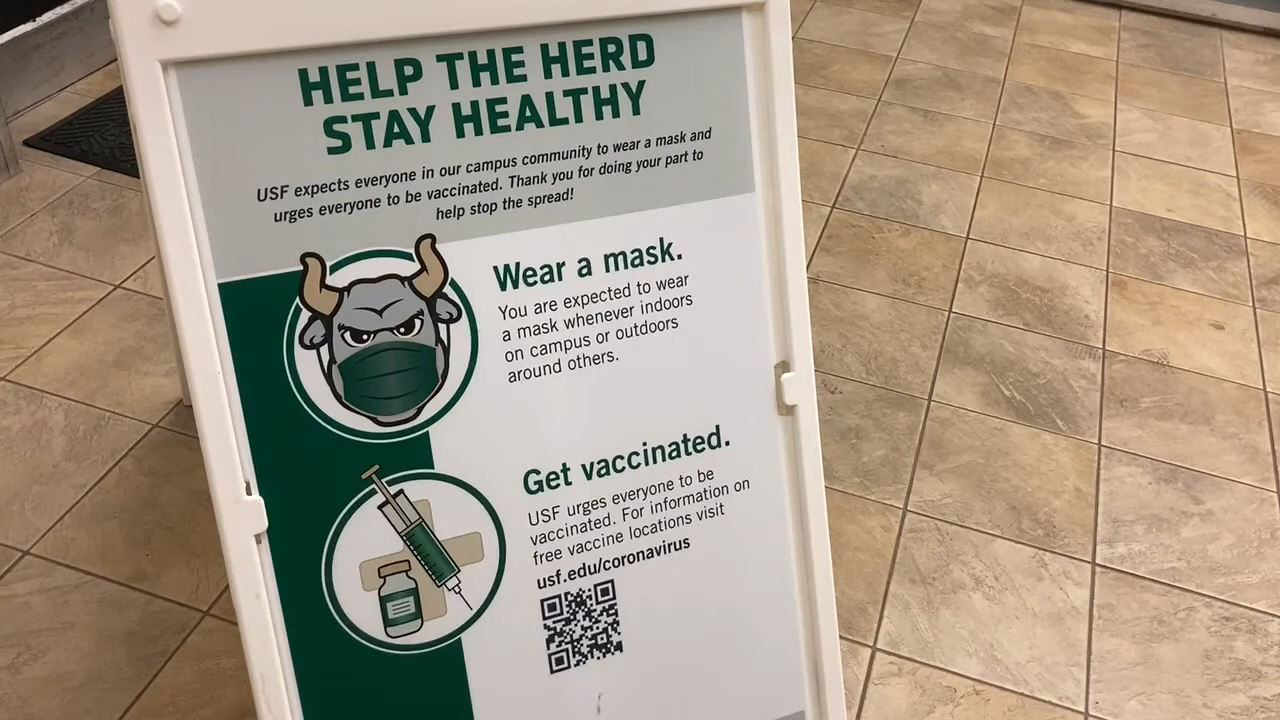 HELP THE HERD
STAY HEALTHY
USF expects everyone in our campus community to wear a mask and
urges everyone to be vaccinated. Thank you for doing your part to
help stop the spread!
Wear a mask.
You are expected to wear
a mask whenever indoors
on campus or outdoors
around others.
Get vaccinated.
USF urges everyone to be
vaccinated. For information on
free vaccine locations visit
usf.edu/coronavirus